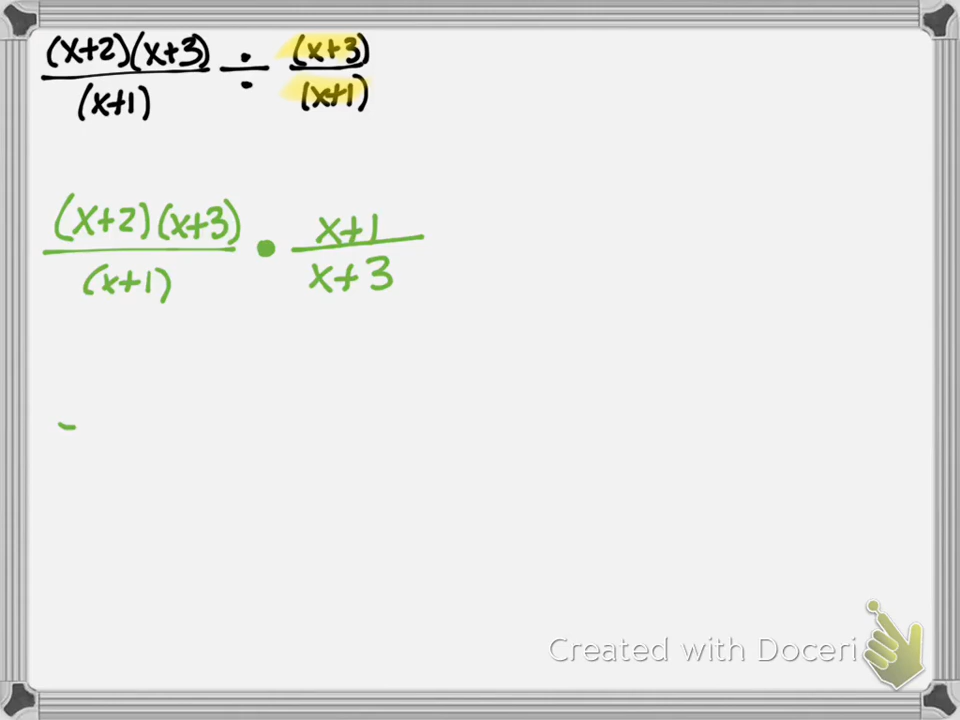 (x+2)(x+3) ÷ (x+3)
(x+1) (x+1)
(x+2)(x+3) • x+1
(x+1) x+3
-
Created with Doceri